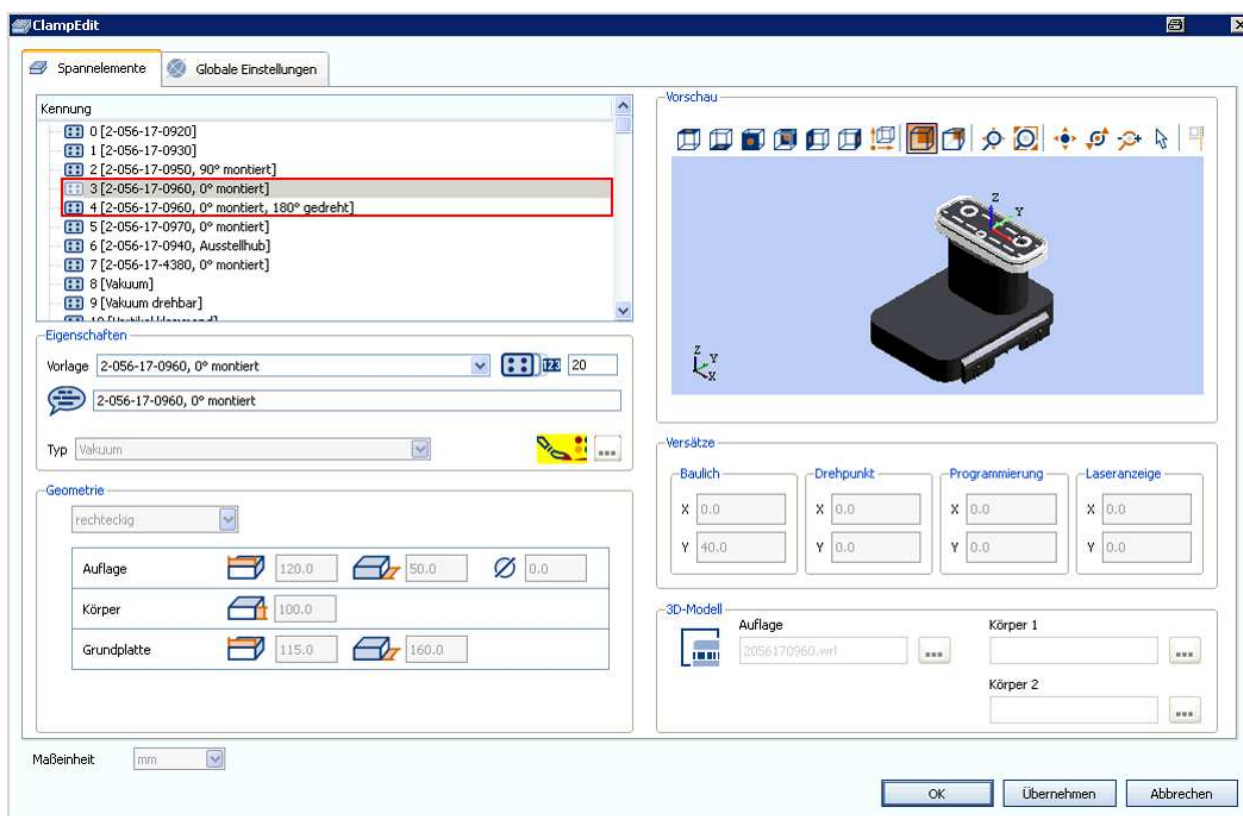 ClampEdit
Spannelemente
Globale Einstellungen
Kennung
0 [2-056-17-0920]
1 [2-056-17-0930]
2 [2-056-17-0950, 90° montiert]
3 [2-056-17-0960, 0° montiert]
4 [2-056-17-0960, 0° montiert, 180° gedreht]
5 [2-056-17-0970, 0° montiert]
6 [2-056-17-0940, Ausstellhub]
7 [2-056-17-4380, 0° montiert]
8 [Vakuum]
9 [Vakuum drehbar]
Eigenschaften
Vorlage 2-056-17-0960, 0° montiert 123 20
2-056-17-0960, 0° montiert
Typ Vakuum ...
Geometrie
rechteckig
Auflage 120.0 50.0 0.0
Körper 100.0
Grundplatte 115.0 160.0
Maßeinheit mm
Vorschau
Z
Y
Z
Y
X
Versätze
Baulich Drehpunkt Programmierung Laseranzeige
X 0.0 X 0.0 X 0.0 X 0.0
Y 40.0 Y 0.0 Y 0.0 Y 0.0
3D-Modell
Auflage Körper 1
2056170960.wrl ... ...
Körper 2
...
OK Übernehmen Abbrechen